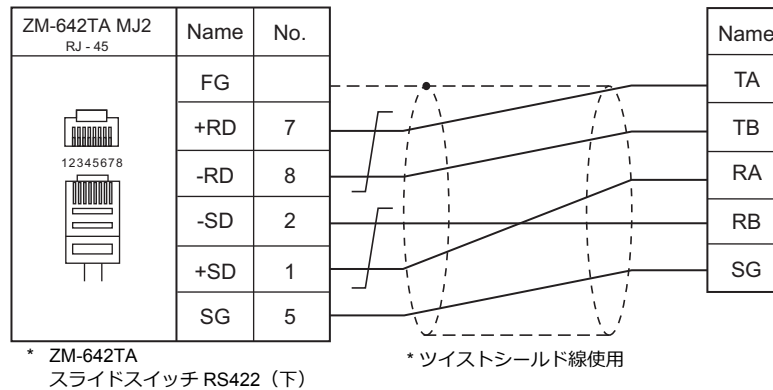 ZM-642TA MJ2
RJ - 45
Name No.
Name
FG
TA
+RD 7
TB
12345678
-RD 8
RA
-SD 2
RB
+SD 1
SG
SG 5
* ZM-642TA
スライドスイッチ RS422（下）
* ツイストシールド線使用